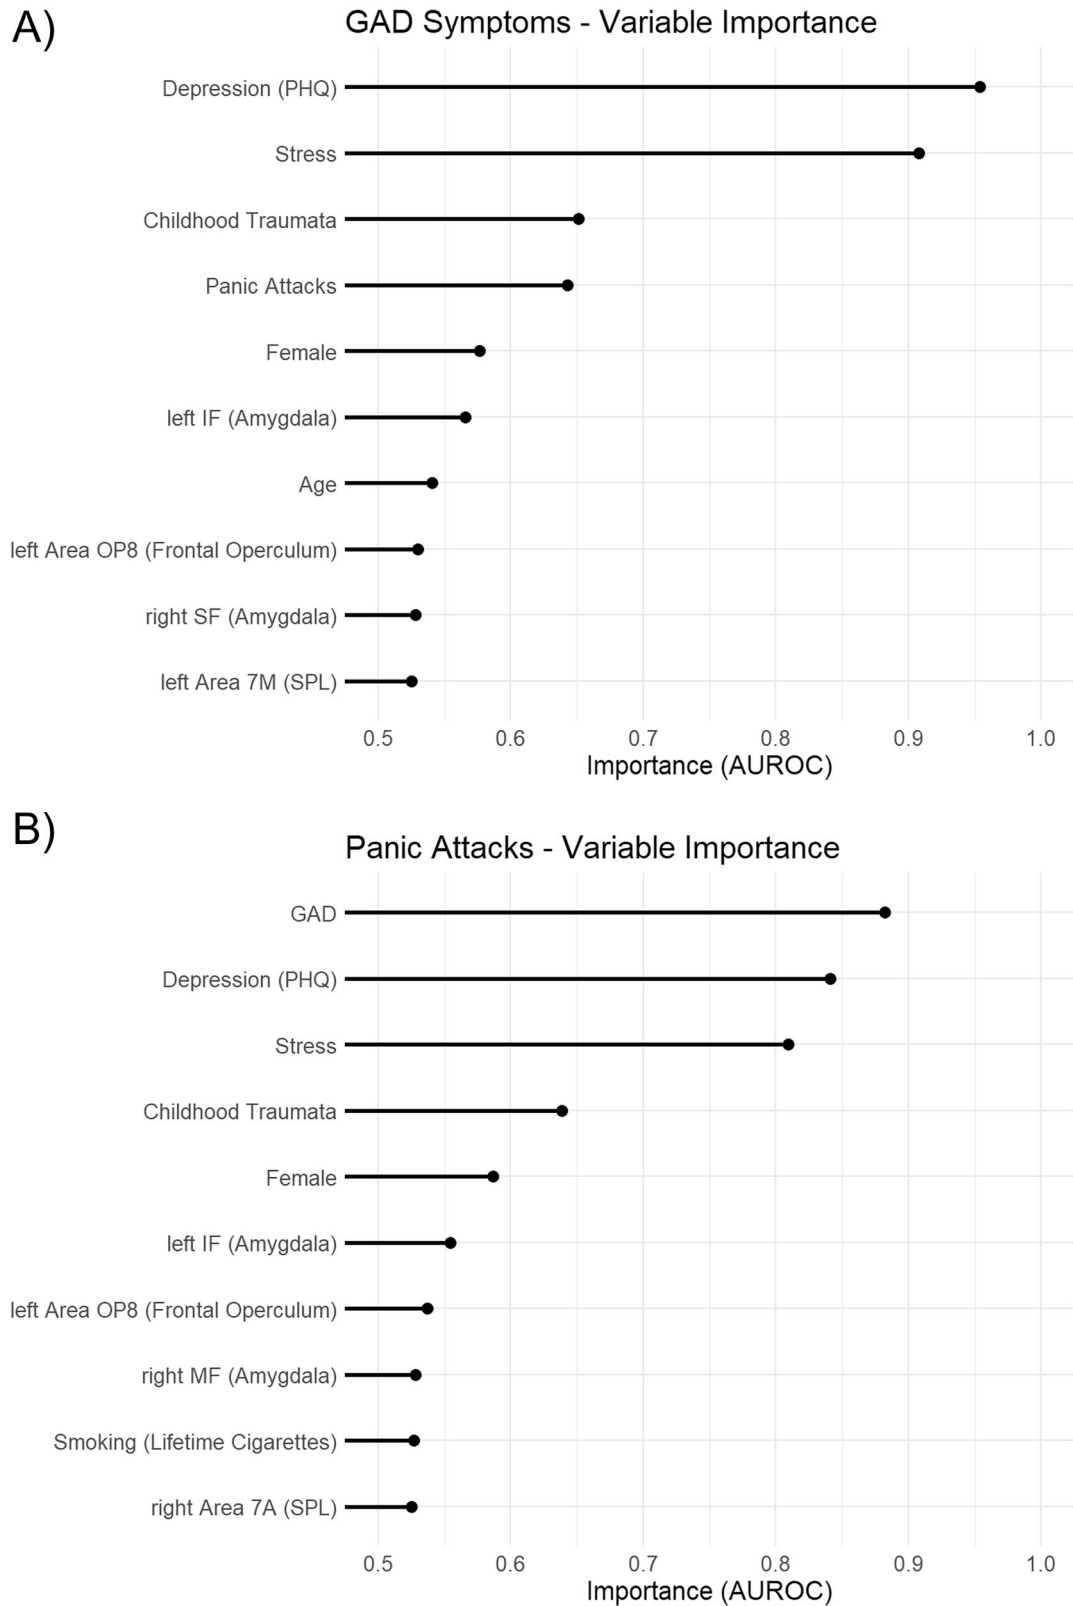 A)
GAD Symptoms - Variable Importance
Depression (PHQ)
Stress
Childhood Traumata
Panic Attacks
Female
left IF (Amygdala)
Age
left Area OP8 (Frontal Operculum)
right SF (Amygdala)
left Area 7M (SPL)
0.5 0.6 0.7 0.8 0.9 1.0
Importance (AUROC)
B)
Panic Attacks - Variable Importance
GAD
Depression (PHQ)
Stress
Childhood Traumata
Female
left IF (Amygdala)
left Area OP8 (Frontal Operculum)
right MF (Amygdala)
Smoking (Lifetime Cigarettes)
right Area 7A (SPL)
0.5 0.6 0.7 0.8 0.9 1.0
Importance (AUROC)